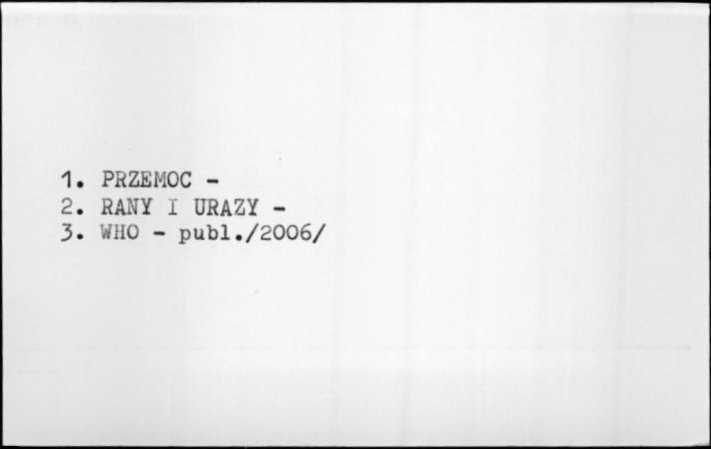 1. PRZEMOC -
2. RANY I URAZY -
3. WHO - publ./2006/